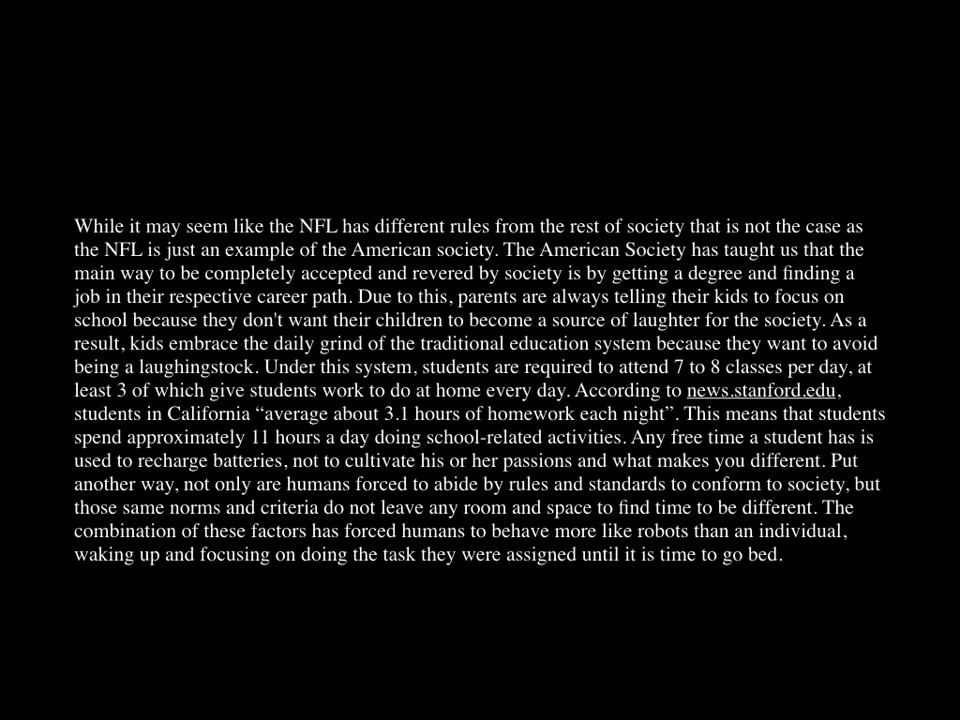 While it may seem like the NFL has different rules from the rest of society that is not the case as
the NFL is just an example of the American society. The American Society has taught us that the
main way to be completely accepted and revered by society is by getting a degree and finding a
job in their respective career path. Due to this, parents are always telling their kids to focus on
school because they don't want their children to become a source of laughter for the society. As a
result, kids embrace the daily grind of the traditional education system because they want to avoid
being a laughingstock. Under this system, students are required to attend 7 to 8 classes per day, at
least 3 of which give students work to do at home every day. According to news.stanford.edu,
students in California “average about 3.1 hours of homework each night”. This means that students
spend approximately 11 hours a day doing school-related activities. Any free time a student has is
used to recharge batteries, not to cultivate his or her passions and what makes you different. Put
another way, not only are humans forced to abide by rules and standards to conform to society, but
those same norms and criteria do not leave any room and space to find time to be different. The
combination of these factors has forced humans to behave more like robots than an individual,
waking up and focusing on doing the task they were assigned until it is time to go bed.